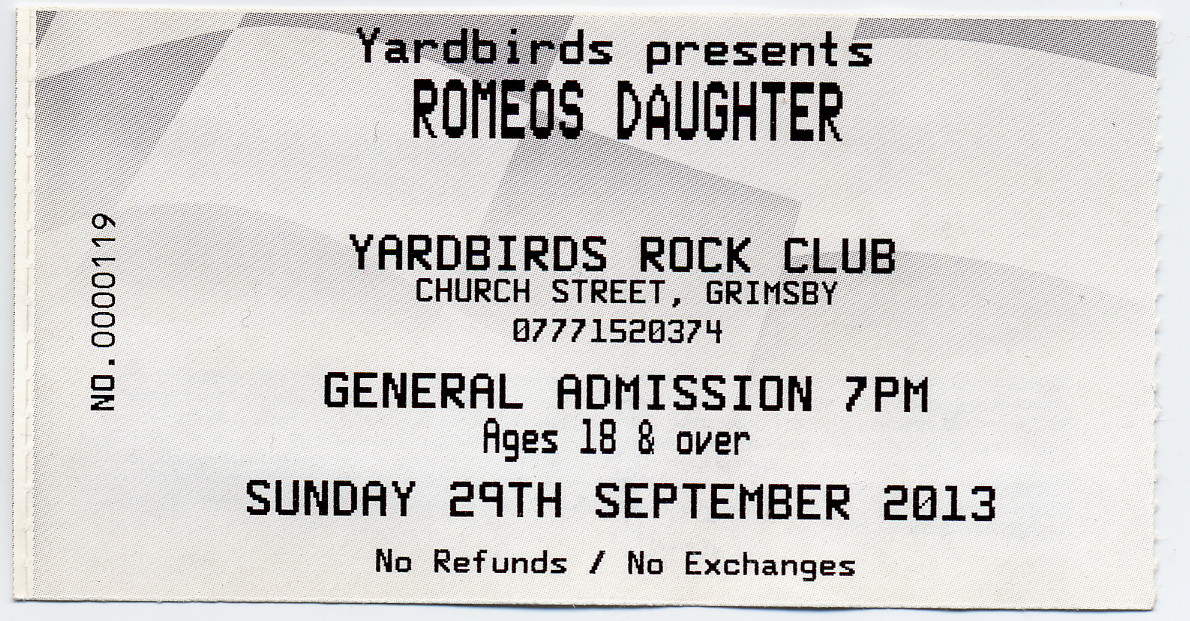 Yardbirds presents
ROMEOS DAUGHTER
YARDBIRDS ROCK CLUB
CHURCH STREET, GRIMSBY
07771520374
GENERAL ADMISSION 7PM
Ages 18 & over
SUNDAY 29TH SEPTEMBER 2013
No Refunds / No Exchanges
NO.0000119